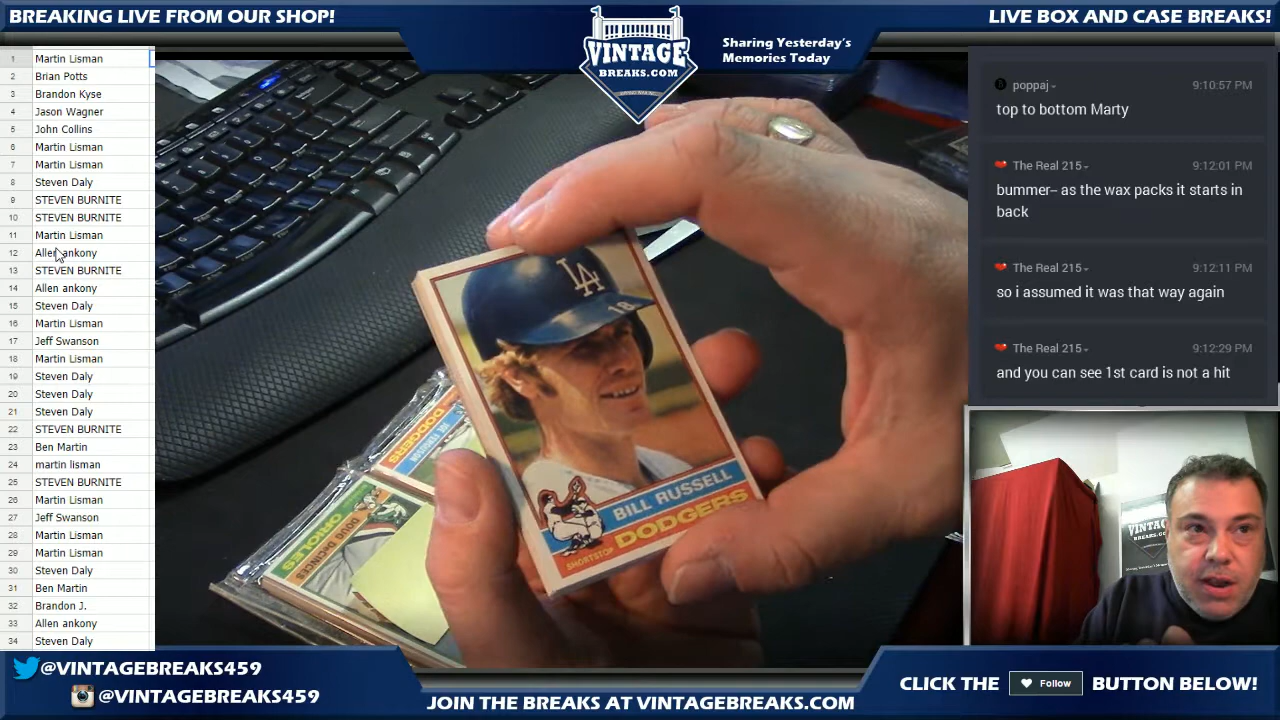 BREAKING LIVE FROM OUR SHOP!
VINTAGE
BREAKS.COM
Sharing Yesterday's
Memories Today
LIVE BOX AND CASE BREAKS!
1 Martin Lisman
2 Brian Potts
3 Brandon Kyse
4 Jason Wagner
5 John Collins
6 Martin Lisman
7 Martin Lisman
8 Steven Daly
9 STEVEN BURNITE
10 STEVEN BURNITE
11 Martin Lisman
12 Allen ankony
13 STEVEN BURNITE
14 Allen ankony
15 Steven Daly
16 Martin Lisman
17 Jeff Swanson
18 Martin Lisman
19 Steven Daly
20 Steven Daly
21 Steven Daly
22 STEVEN BURNITE
23 Ben Martin
24 martin lisman
25 STEVEN BURNITE
26 Martin Lisman
27 Jeff Swanson
28 Martin Lisman
29 Martin Lisman
30 Steven Daly
31 Ben Martin
32 Brandon J.
33 Allen ankony
34 Steven Daly
LA
18
BILL RUSSELL
SHORTSTOP DODGERS
DODGERS
DOUG DeCINCES
ORIOLES
poppaj 9:10:57 PM
top to bottom Marty
The Real 215 9:12:01 PM
bummer-- as the wax packs it starts in
back
The Real 215 9:12:11 PM
so i assumed it was that way again
The Real 215 9:12:29 PM
and you can see 1st card is not a hit
@VINTAGEBREAKS459
@VINTAGEBREAKS459
JOIN THE BREAKS AT VINTAGEBREAKS.COM
CLICK THE Follow BUTTON BELOW!